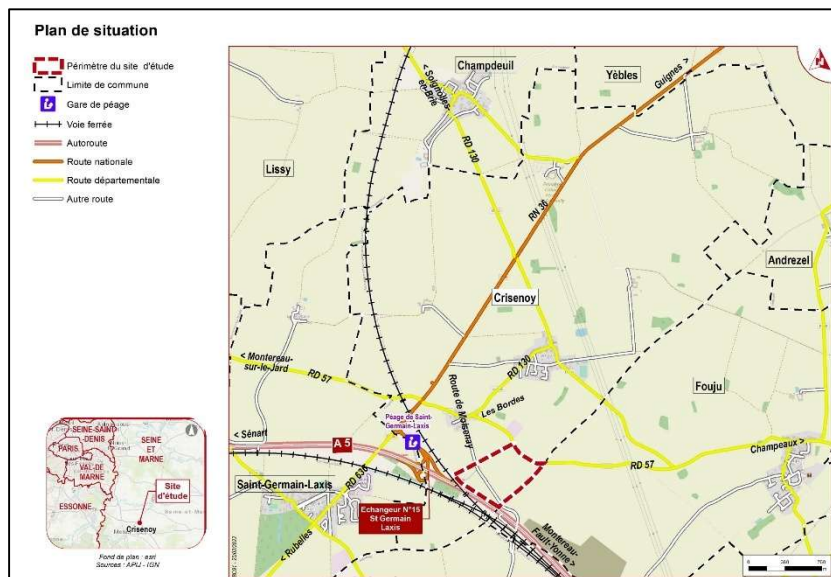 Plan de situation
Périmètre du site d'étude
Limite de commune
Gare de péage
Voie ferrée
Autoroute
Route nationale
Route départementale
Autre route
Champdeuil
Yèbles
Guignes >
< Soignolles-
en-Brie
RD 130
Lissy
RN 36
Andrezel
Crisenoy
< Montereau-
sur-le-Jard
RD 57
RD 130
Route de Moisenay
Les Bordes
Fouju
Péage de Saint-
Germain-Laxis
< Sénart
A 5
Champeaux >
RD 57
Saint-Germain-Laxis
< Rubelles
Echangeur N°15
St Germain
Laxis
Montereau-
Fault-Yonne >
SEINE-SAINT-
DENIS
SEINE
ET
MARNE
PARIS
VAL-DE-
MARNE
ESSONNE
Site
d'étude
Crisenoy
Fond de plan : esri
Sources : APIJ - IGN
0